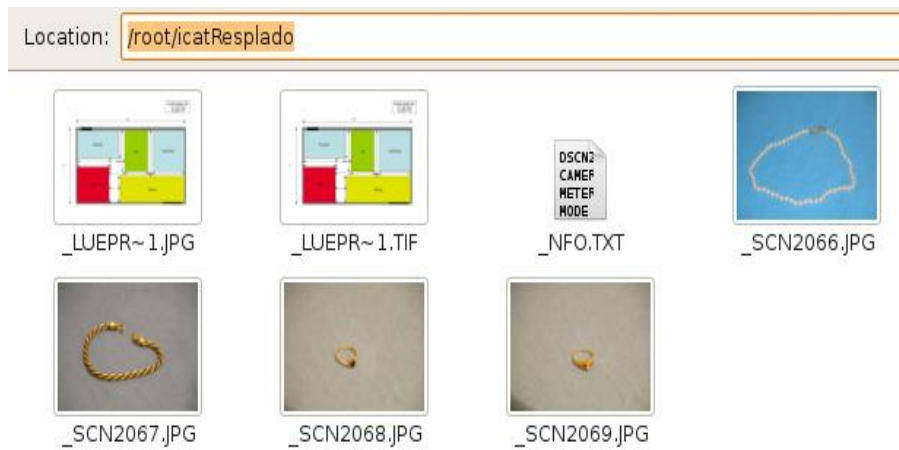 Location: /root/icatResplado
_LUEPR~1.JPG
_LUEPR~1.TIF
DSCN2
CAMER
METER
MODE
_NFO.TXT
_SCN2066.JPG
_SCN2067.JPG
_SCN2068.JPG
_SCN2069.JPG